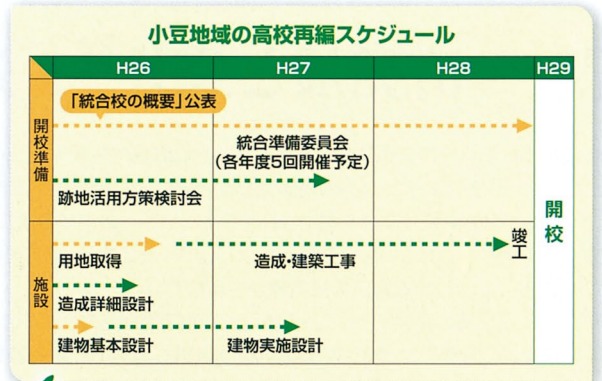 小豆地域の高校再編スケジュール
H26 H27 H28 H29
「統合校の概要」公表
開校準備
統合準備委員会
(各年度5回開催予定)
跡地活用方策検討会
開校
施設
竣工
用地取得 造成・建築工事
造成詳細設計
建物基本設計 建物実施設計